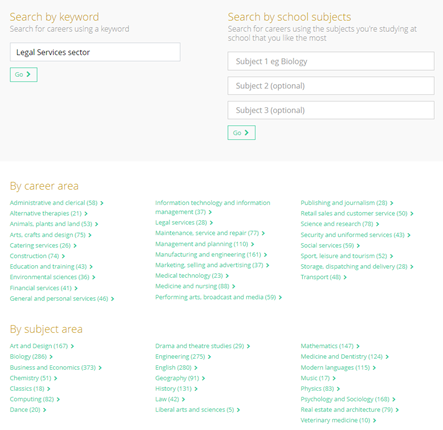 Search by keyword
Search for careers using a keyword
Legal Services sector
Go
Search by school subjects
Search for careers using the subjects you're studying at
school that you like the most
Subject 1 eg Biology
Subject 2 (optional)
Subject 3 (optional)
Go
By career area
Administrative and clerical (58)
Alternative therapies (21)
Animals, plants and land (53)
Arts, crafts and design (75)
Catering services (26)
Construction (74)
Education and training (43)
Environmental sciences (36)
Financial services (41)
General and personal services (46)
Information technology and information
management (37)
Legal services (28)
Maintenance, service and repair (77)
Management and planning (110)
Manufacturing and engineering (161)
Marketing, selling and advertising (37)
Medical technology (23)
Medicine and nursing (88)
Performing arts, broadcast and media (59)
Publishing and journalism (28)
Retail sales and customer service (50)
Science and research (78)
Security and uniformed services (43)
Social services (39)
Sport, leisure and tourism (52)
Storage, dispatching and delivery (28)
Transport (48)
By subject area
Art and Design (167)
Biology (286)
Business and Economics (373)
Chemistry (51)
Classics (18)
Computing (82)
Dance (20)
Drama and theatre studies (29)
Engineering (275)
English (280)
Geography (91)
History (131)
Law (42)
Liberal arts and sciences (5)
Mathematics (147)
Medicine and Dentistry (124)
Modern languages (115)
Music (17)
Physics (83)
Psychology and Sociology (168)
Real estate and architecture (79)
Veterinary medicine (10)